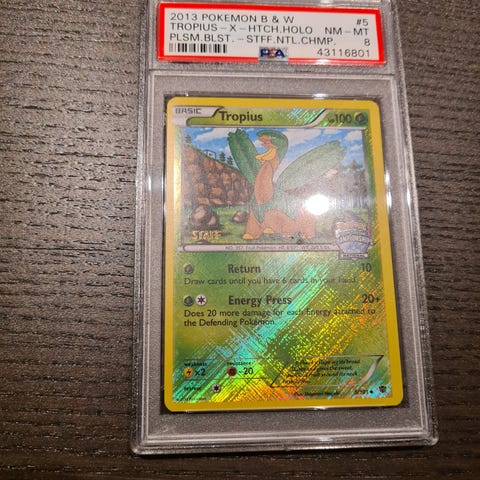 2013 POKEMON B & W #5
TROPIUS-X-HTCH.HOLO NM-MT
PLSM.BLST.-STFF.NTL.CHMP. 8
PSA 43116801
BASIC Tropius HP100
STAFF
Return 10
Draw cards until you have 6 cards in your hand.
Energy Press 20+
Does 20 more damage for each Energy attached to
the Defending Pokémon.
weakness resistance
×2 -20
retreat